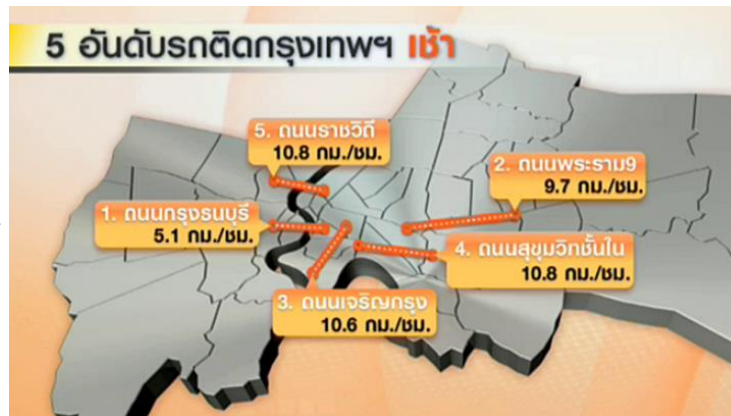 5 อันดับรถติดกรุงเทพฯ เช้า
5. ถนนราชวิถี
10.8 กม./ชม.
2. ถนนพระราม9
9.7 กม./ชม.
1. ถนนกรุงธนบุรี
5.1 กม./ชม.
4. ถนนสุขุมวิทชั้นใน
10.8 กม./ชม.
3. ถนนเจริญกรุง
10.6 กม./ชม.